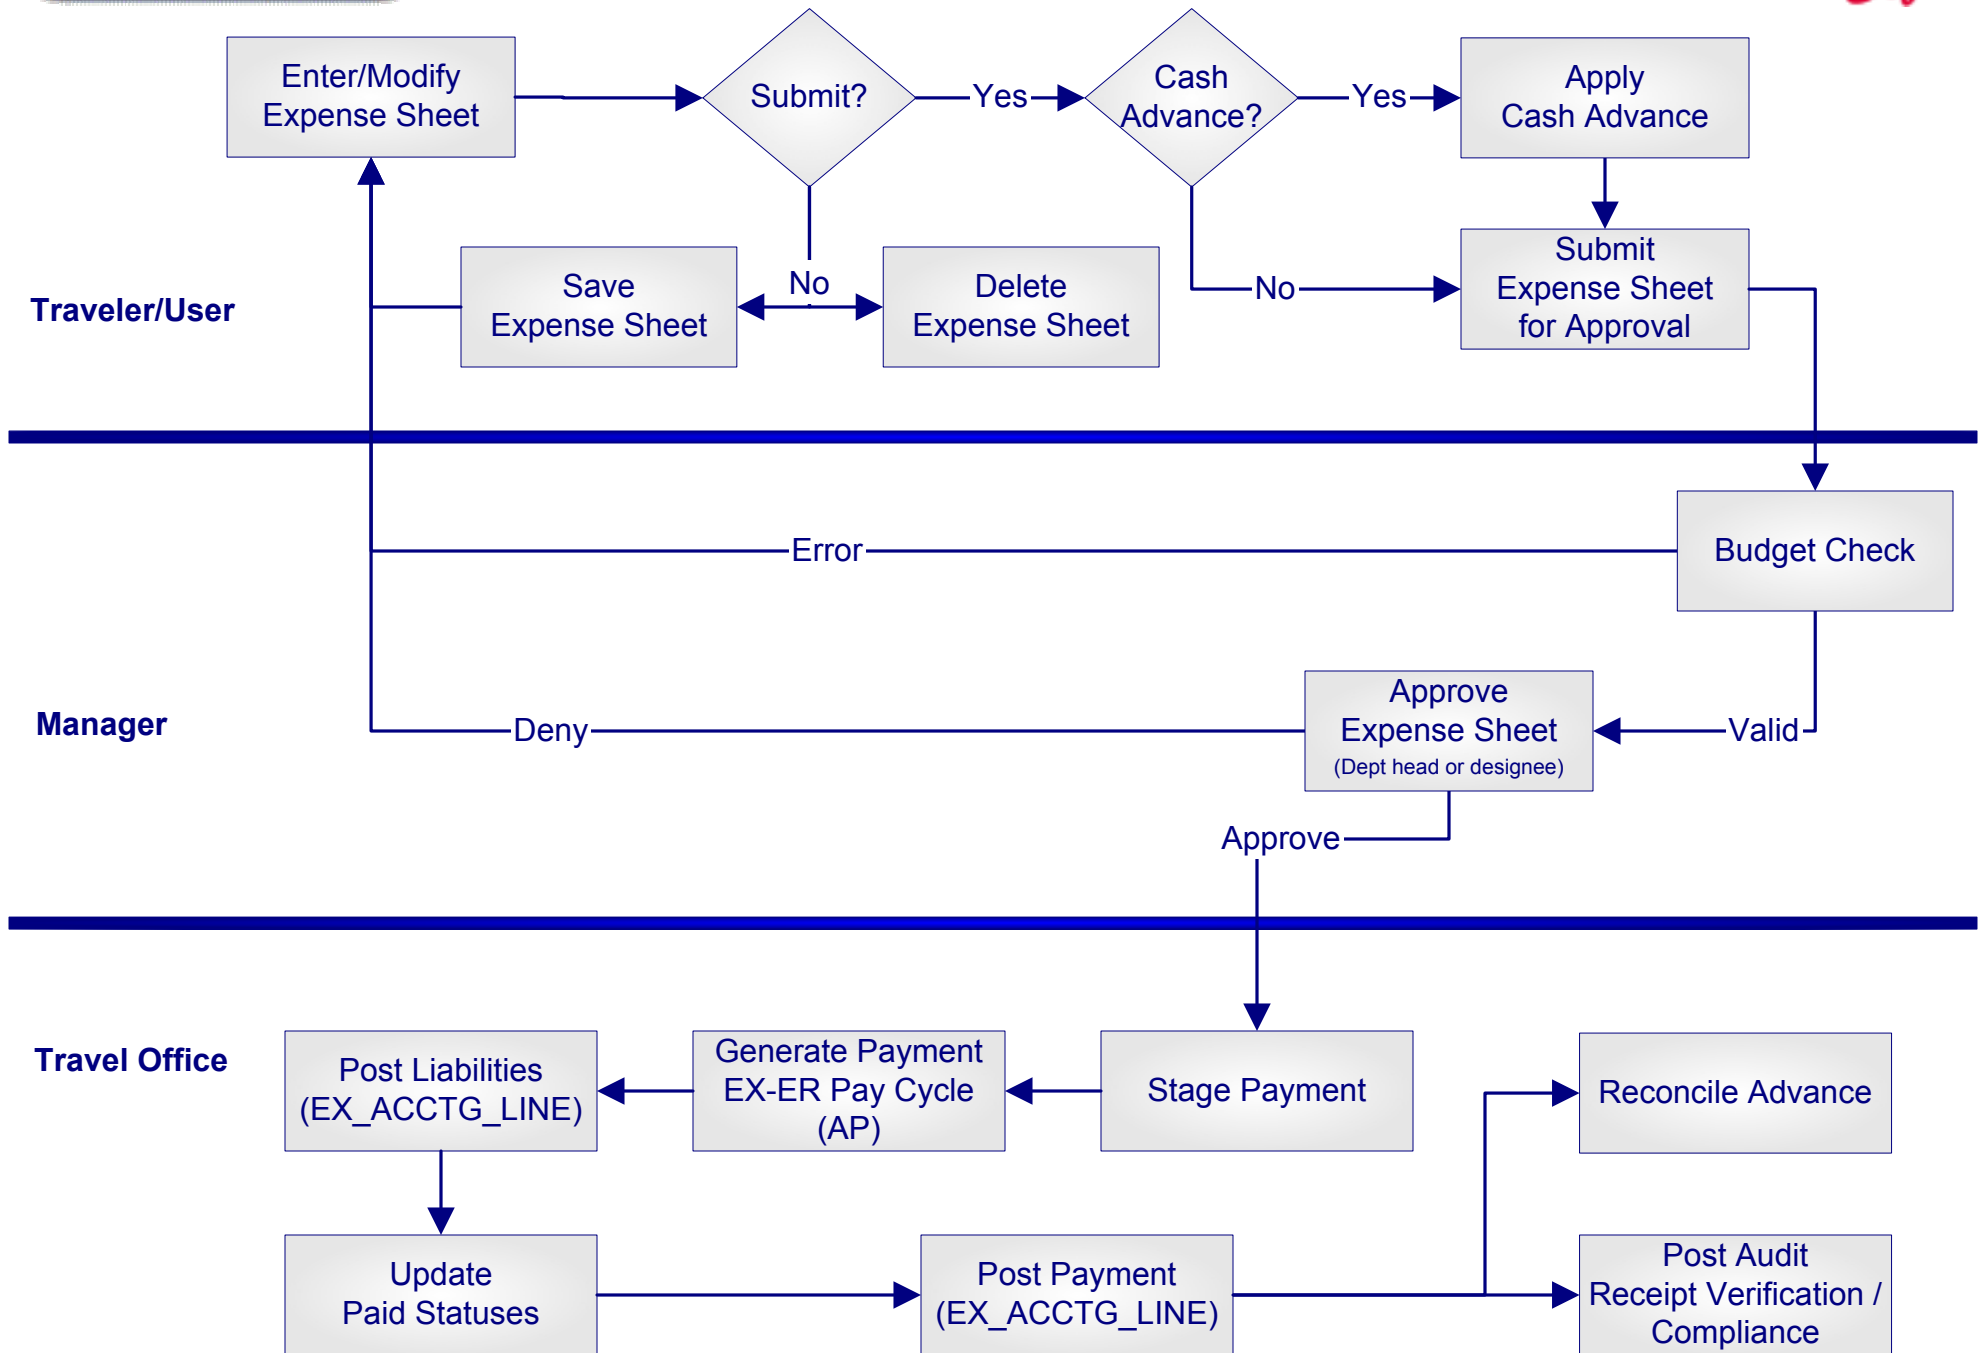 Enter/Modify
Expense Sheet
Submit?
Yes
Cash
Advance?
Yes
Apply
Cash Advance
Traveler/User
Save
Expense Sheet
No
Delete
Expense Sheet
No
Submit
Expense Sheet
for Approval
Error
Budget Check
Manager
Deny
Approve
Expense Sheet
(Dept head or designee)
Valid
Approve
Travel Office
Post Liabilities
(EX_ACCTG_LINE)
Generate Payment
EX-ER Pay Cycle
(AP)
Stage Payment
Reconcile Advance
Update
Paid Statuses
Post Payment
(EX_ACCTG_LINE)
Post Audit
Receipt Verification /
Compliance